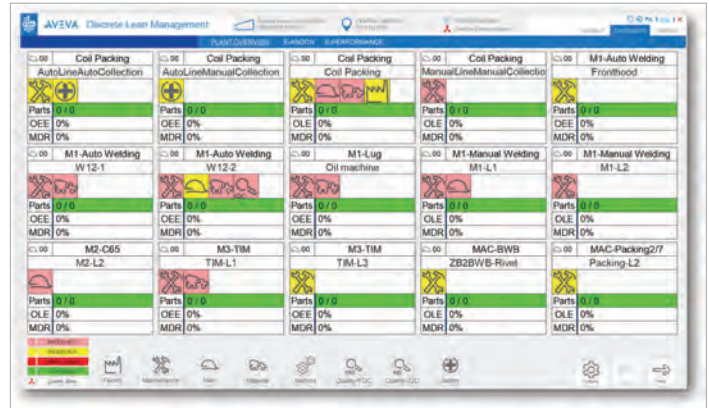 AVEVA Discrete Lean Management
PLANT.OVERVIEW E-ANDON E-PERFORMANCE
00 Coil Packing 00 Coil Packing 00 Coil Packing 00 Coil Packing 00 M1-Auto Welding
AutoLineAutoCollection AutoLineManualCollection Coil Packing ManualLineManualCollectio Fronthood
Parts 0 / 0 Parts 0 / 0 Parts 0 / 0 Parts 0 / 0 Parts 0 / 0
OEE 0% OEE 0% OLE 0% OLE 0% OEE 0%
MDR 0% MDR 0% MDR 0% MDR 0% MDR 0%
00 M1-Auto Welding 00 M1-Auto Welding 00 M1-Lug 00 M1-Manual Welding 00 M1-Manual Welding
W12-1 W12-2 Oil machine M1-L1 M1-L2
Parts 0 / 0 Parts 0 / 0 Parts 0 / 0 Parts 0 / 0 Parts 0 / 0
OEE 0% OEE 0% OLE 0% OLE 0% OLE 0%
MDR 0% MDR 0% MDR 0% MDR 0% MDR 0%
00 M2-C65 00 M3-TIM 00 M3-TIM 00 MAC-BWB 00 MAC-Packing2/7
M2-L2 TIM-L1 TIM-L3 ZB2BWB-Rivet Packing-L2
Parts 0 / 0 Parts 0 / 0 Parts 0 / 0 Parts 0 / 0 Parts 0 / 0
OLE 0% OEE 0% OEE 0% OLE 0% OLE 0%
MDR 0% MDR 0% MDR 0% MDR 0% MDR 0%
Facility Maintenance Material